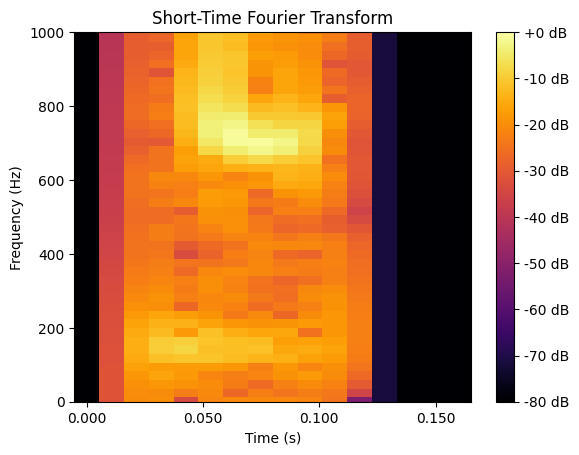 Short-Time Fourier Transform
1000
800
600
400
200
0
Frequency (Hz)
0.000
0.050
0.100
0.150
Time (s)
+0 dB
-10 dB
-20 dB
-30 dB
-40 dB
-50 dB
-60 dB
-70 dB
-80 dB